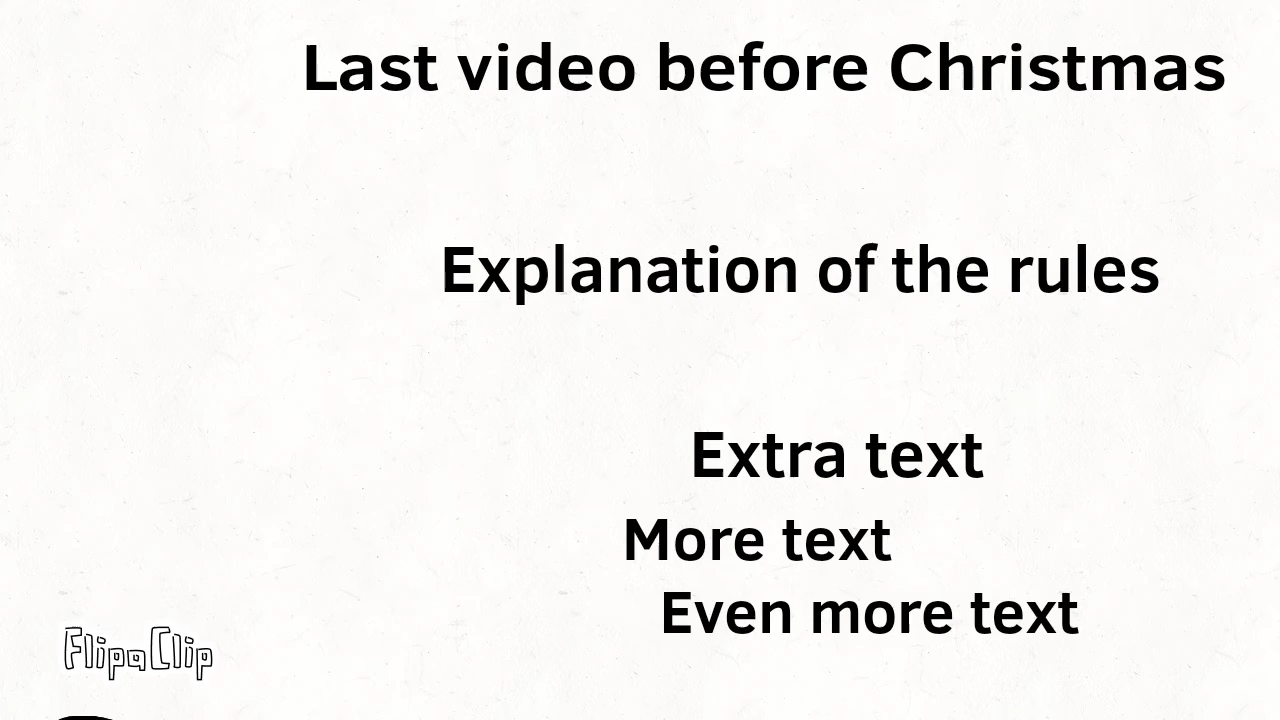 Last video before Christmas
Explanation of the rules
Extra text
More text
Even more text
FlipaClip